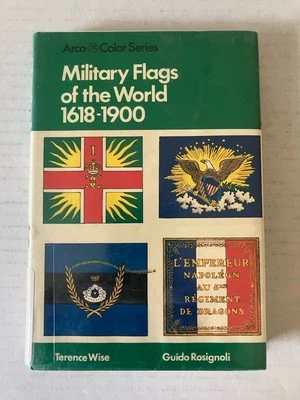 Arco Color Series
Military Flags
of the World
1618-1900
L'EMPEREUR
NAPOLÉON
AU 5me
RÉGIMENT
DE DRAGONS
Terence Wise
Guido Rosignoli